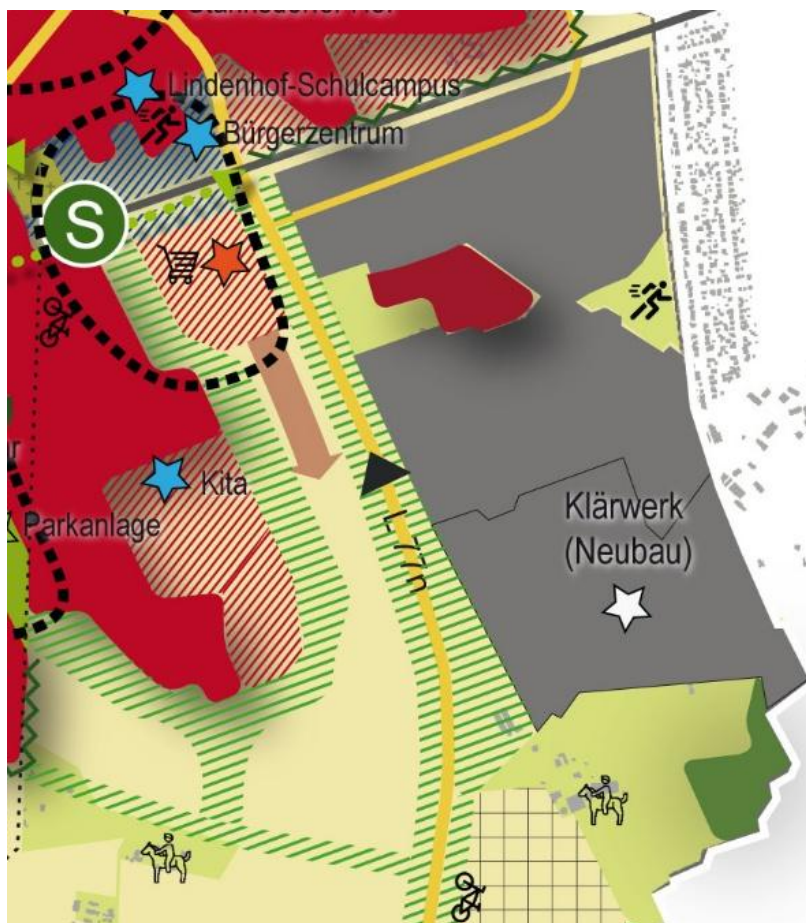 Lindenhof-Schulcampus
Bürgerzentrum
S
Kita
Parkanlage
L 77n
Klärwerk
(Neubau)